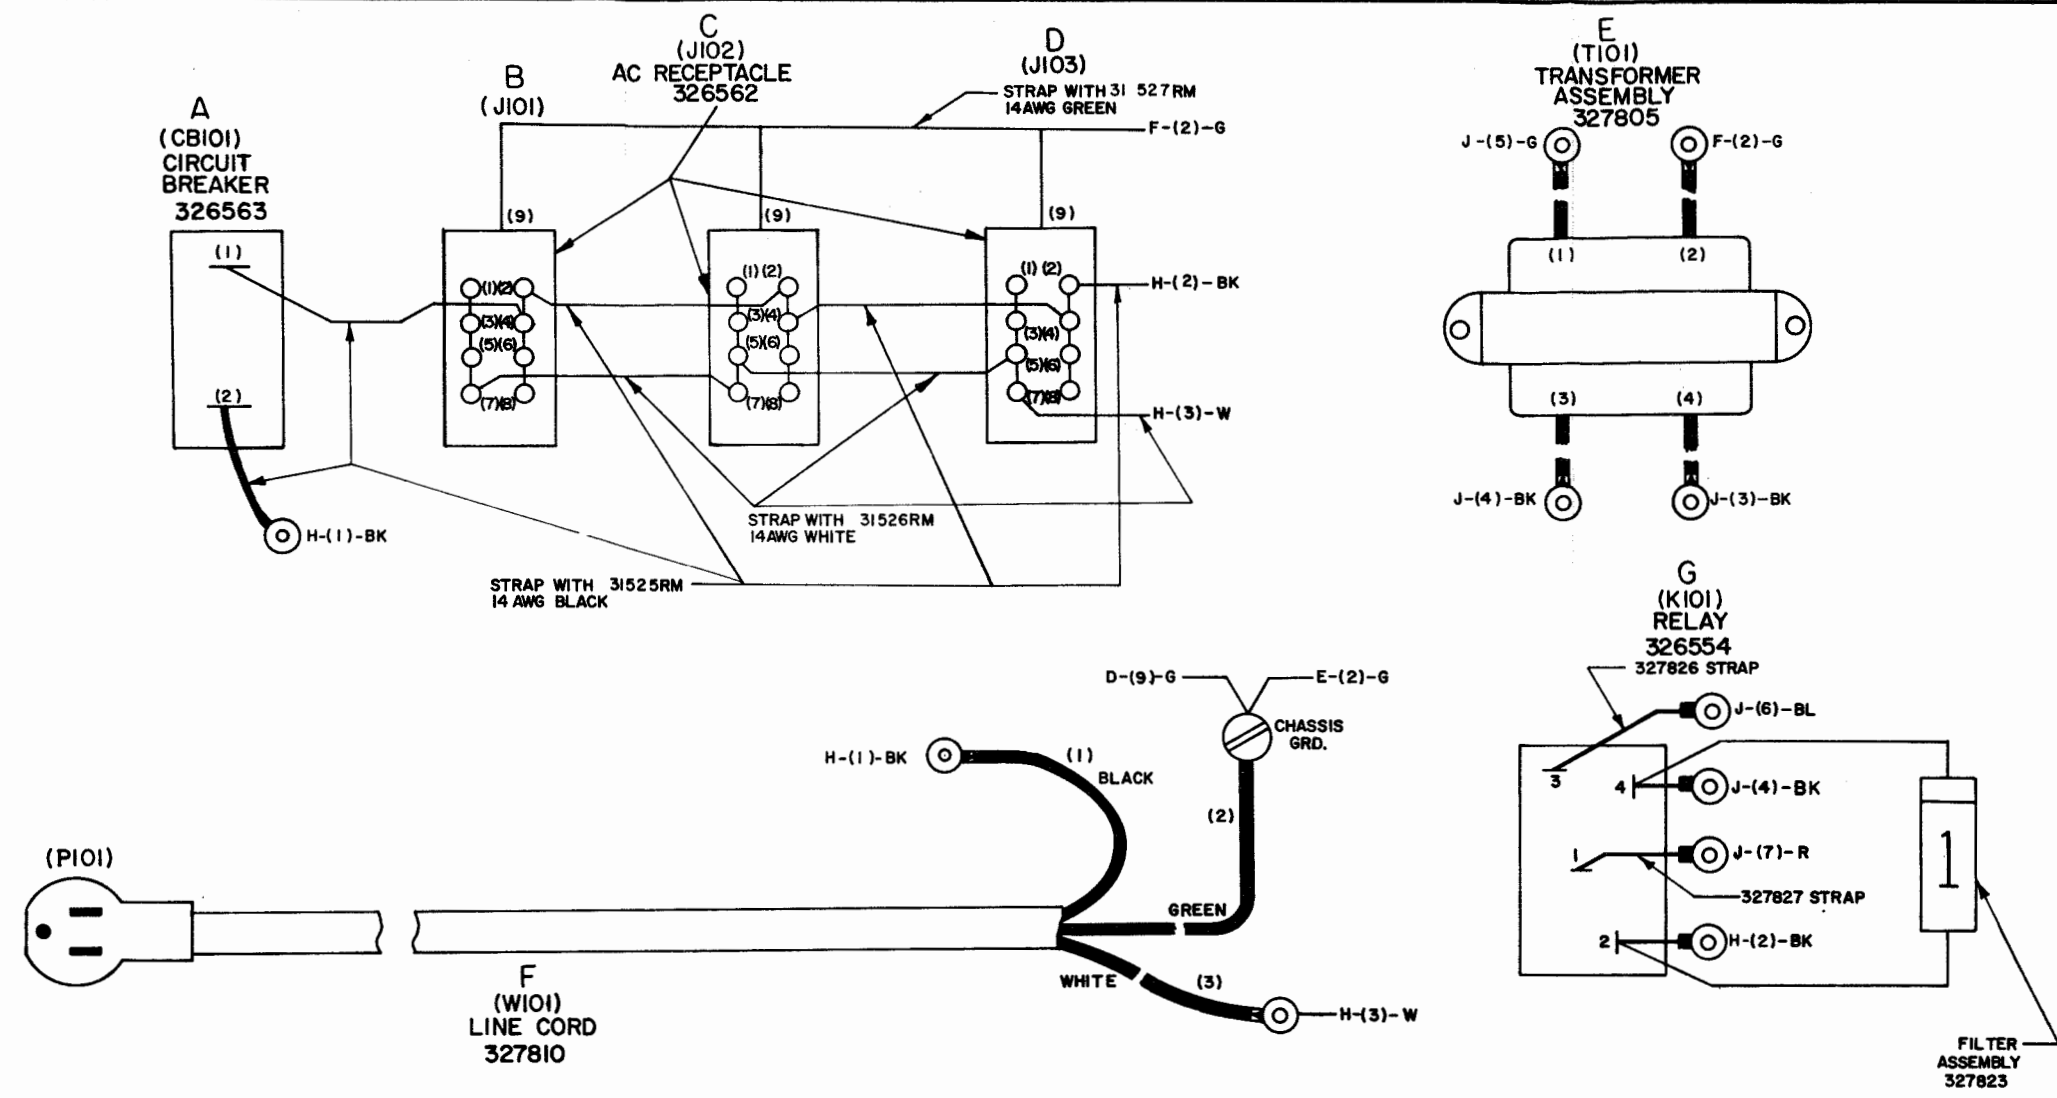 A
(CB101)
CIRCUIT
BREAKER
326563
(1)
(2)
H-(1)-BK
B
(J101)
(9)
(1)(2)
(3)(4)
(5)(6)
(7)(8)
C
(J102)
AC RECEPTACLE
326562
(9)
(1)(2)
(3)(4)
(5)(6)
(7)(8)
D
(J103)
STRAP WITH 31 527RM
14AWG GREEN
F-(2)-G
(9)
(1)(2)
(3)(4)
(5)(6)
(7)(8)
H-(2)-BK
H-(3)-W
STRAP WITH 31526RM
14AWG WHITE
STRAP WITH 31525RM
14 AWG BLACK
E
(T101)
TRANSFORMER
ASSEMBLY
327805
J-(5)-G
F-(2)-G
(1)
(2)
(3)
(4)
J-(4)-BK
J-(3)-BK
G
(K101)
RELAY
326554
327826 STRAP
J-(6)-BL
3
4
J-(4)-BK
1
J-(7)-R
327827 STRAP
2
H-(2)-BK
1
FILTER
ASSEMBLY
327823
D-(9)-G
E-(2)-G
CHASSIS
GRD.
H-(1)-BK
(1)
BLACK
(2)
GREEN
WHITE
(3)
H-(3)-W
(P101)
F
(W101)
LINE CORD
327810